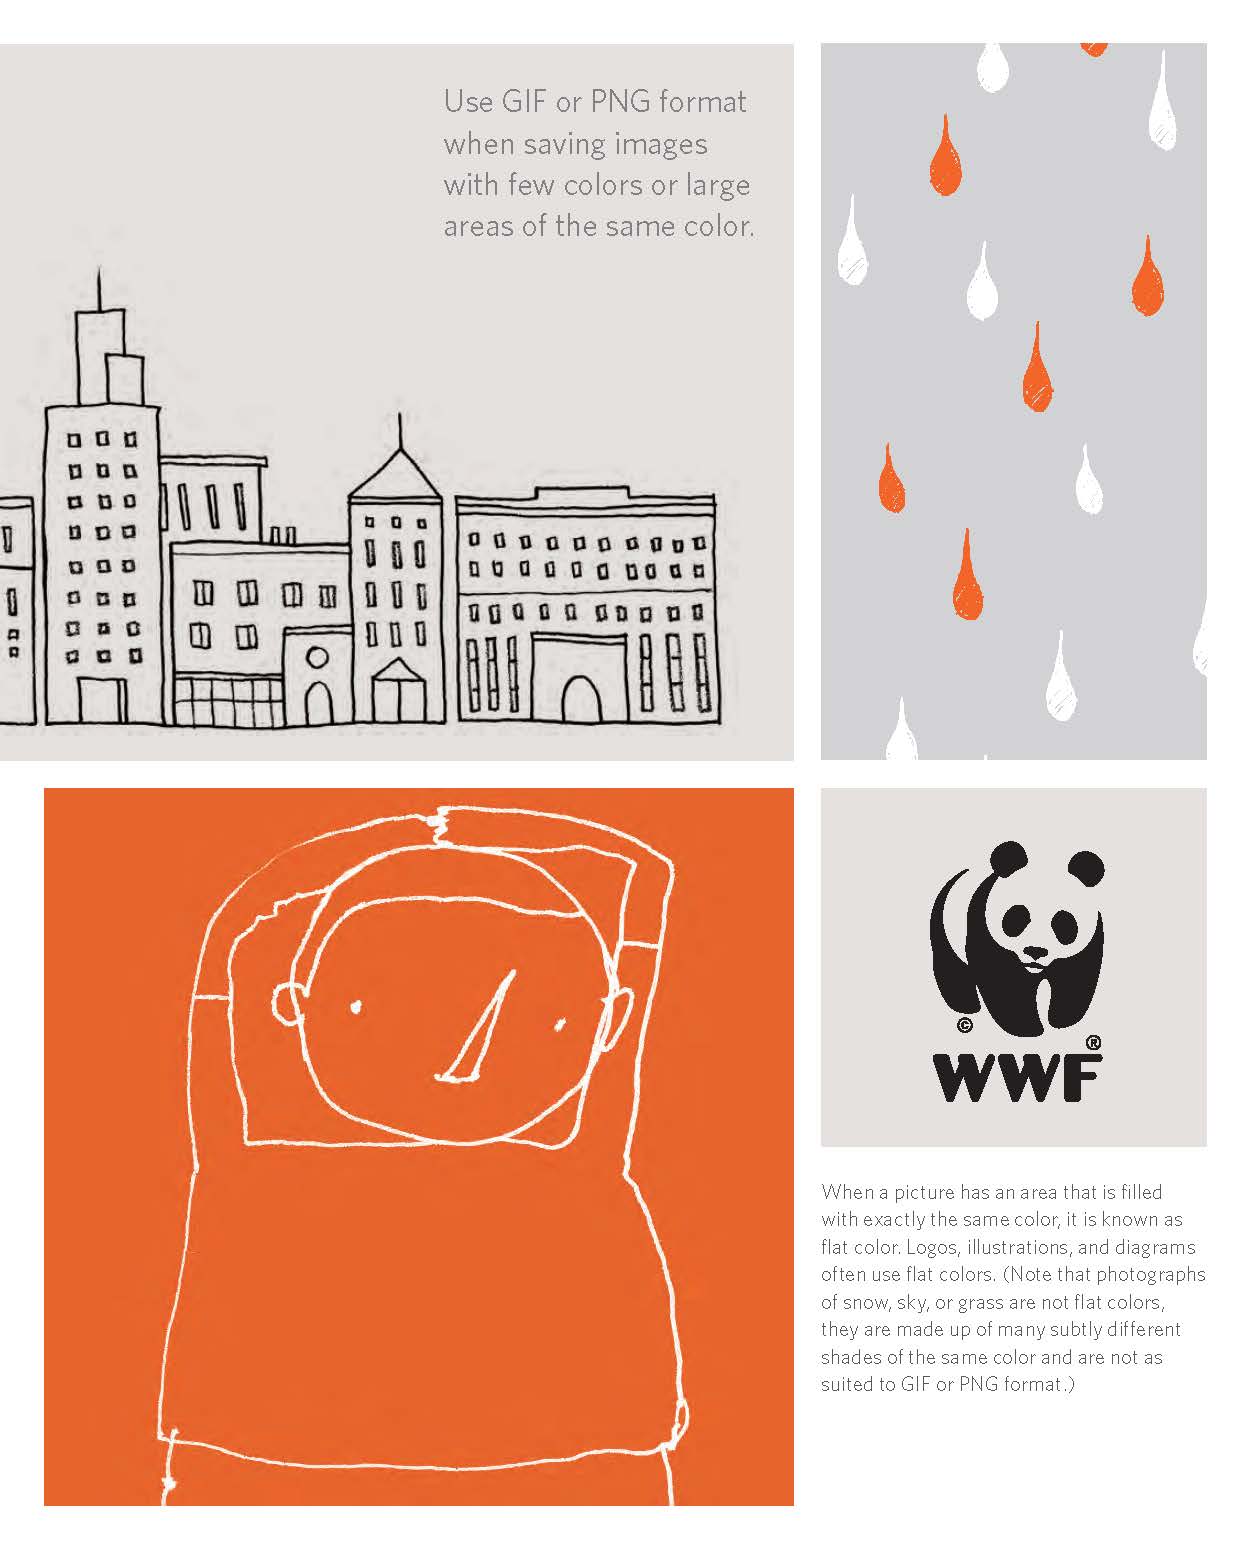 Use GIF or PNG format
when saving images
with few colors or large
areas of the same color.
©
®
WWF
When a picture has an area that is filled
with exactly the same color, it is known as
flat color. Logos, illustrations, and diagrams
often use flat colors. (Note that photographs
of snow, sky, or grass are not flat colors,
they are made up of many subtly different
shades of the same color and are not as
suited to GIF or PNG format.)